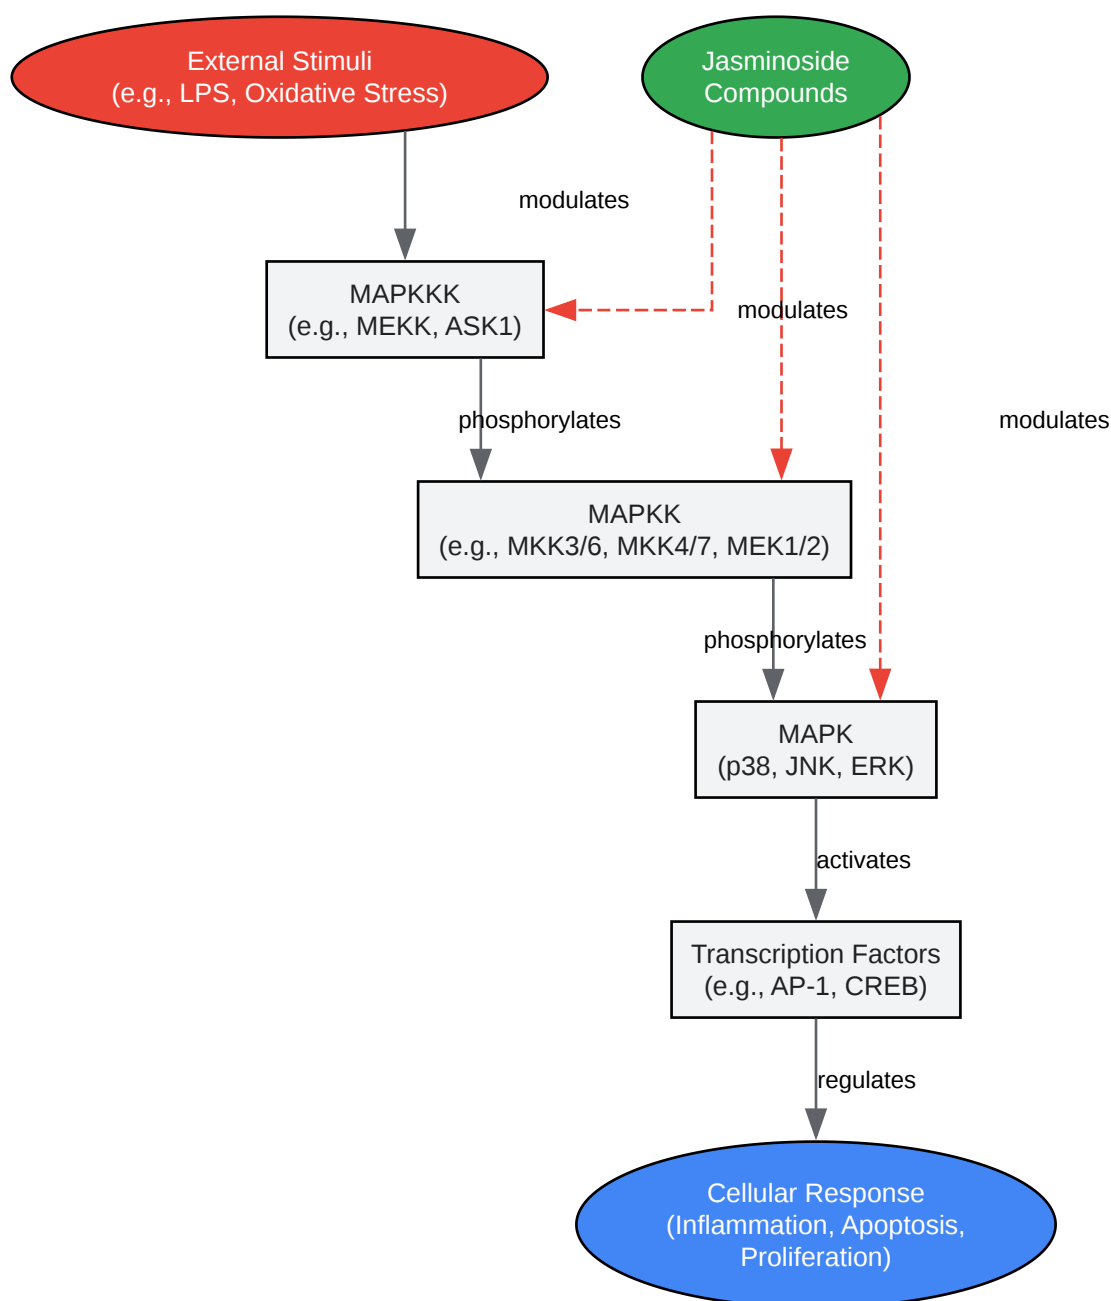 External Stimuli
(e.g., LPS, Oxidative Stress)
Jasminoside
Compounds
modulates
MAPKKK
(e.g., MEKK, ASK1)
modulates
phosphorylates
modulates
MAPKK
(e.g., MKK3/6, MKK4/7, MEK1/2)
phosphorylates
MAPK
(p38, JNK, ERK)
activates
Transcription Factors
(e.g., AP-1, CREB)
regulates
Cellular Response
(Inflammation, Apoptosis,
Proliferation)